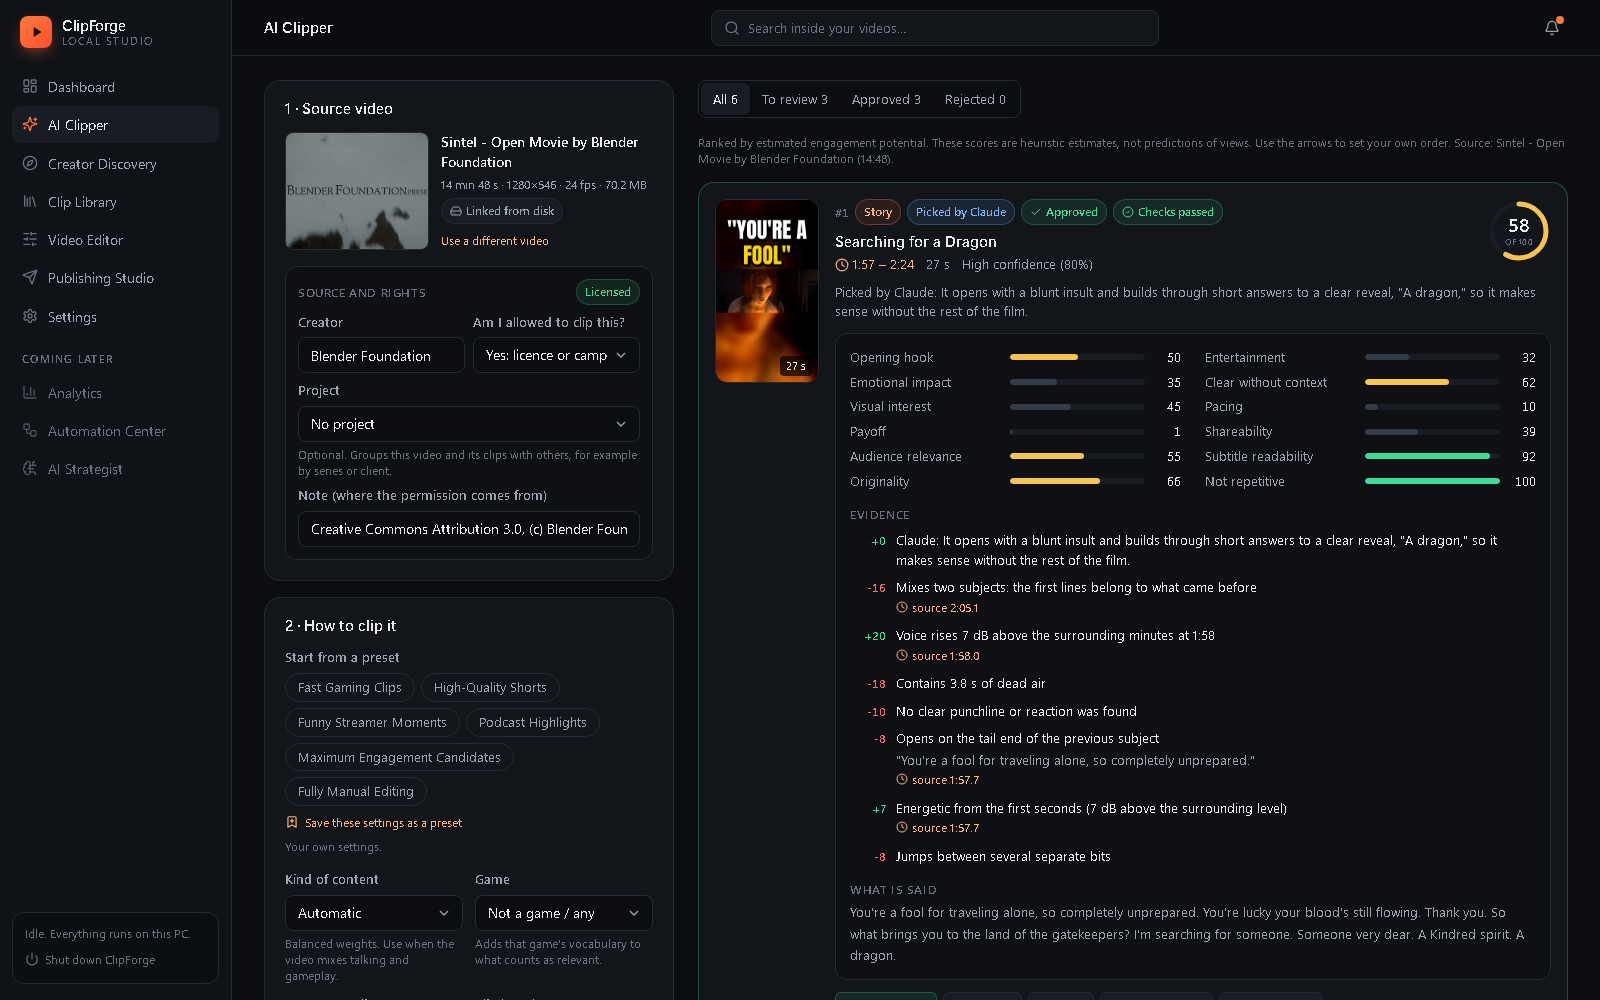 ClipForge
LOCAL STUDIO
Dashboard
AI Clipper
Creator Discovery
Clip Library
Video Editor
Publishing Studio
Settings
COMING LATER
Analytics
Automation Center
AI Strategist
Idle. Everything runs on this PC.
Shut down ClipForge
AI Clipper
Search inside your videos...
1 · Source video
BLENDER FOUNDATION PRESE
Sintel - Open Movie by Blender
Foundation
14 min 48 s · 1280×546 · 24 fps · 70.2 MB
Linked from disk
Use a different video
SOURCE AND RIGHTS
Licensed
Creator
Am I allowed to clip this?
Blender Foundation
Yes: licence or camp
Project
No project
Optional. Groups this video and its clips with others, for example
by series or client.
Note (where the permission comes from)
Creative Commons Attribution 3.0, (c) Blender Foun
2 · How to clip it
Start from a preset
Fast Gaming Clips
High-Quality Shorts
Funny Streamer Moments
Podcast Highlights
Maximum Engagement Candidates
Fully Manual Editing
Save these settings as a preset
Your own settings.
Kind of content
Game
Automatic
Not a game / any
Balanced weights. Use when the
video mixes talking and
gameplay.
Adds that game's vocabulary to
what counts as relevant.
All 6
To review 3
Approved 3
Rejected 0
Ranked by estimated engagement potential. These scores are heuristic estimates, not predictions of views. Use the arrows to set your own order. Source: Sintel - Open
Movie by Blender Foundation (14:48).
"YOU'RE A
FOOL"
27 s
#1
Story
Picked by Claude
Approved
Checks passed
58
OF 100
Searching for a Dragon
1:57 – 2:24
27 s
High confidence (80%)
Picked by Claude: It opens with a blunt insult and builds through short answers to a clear reveal, "A dragon," so it makes
sense without the rest of the film.
Opening hook 50
Entertainment 32
Emotional impact 35
Clear without context 62
Visual interest 45
Pacing 10
Payoff 1
Shareability 39
Audience relevance 55
Subtitle readability 92
Originality 66
Not repetitive 100
EVIDENCE
+0 Claude: It opens with a blunt insult and builds through short answers to a clear reveal, "A dragon," so it
makes sense without the rest of the film.
-16 Mixes two subjects: the first lines belong to what came before
source 2:05.1
+20 Voice rises 7 dB above the surrounding minutes at 1:58
source 1:58.0
-18 Contains 3.8 s of dead air
-10 No clear punchline or reaction was found
-8 Opens on the tail end of the previous subject
"You're a fool for traveling alone, so completely unprepared."
source 1:57.7
+7 Energetic from the first seconds (7 dB above the surrounding level)
source 1:57.7
-8 Jumps between several separate bits
WHAT IS SAID
You're a fool for traveling alone, so completely unprepared. You're lucky your blood's still flowing. Thank you. So
what brings you to the land of the gatekeepers? I'm searching for someone. Someone very dear. A Kindred spirit. A
dragon.